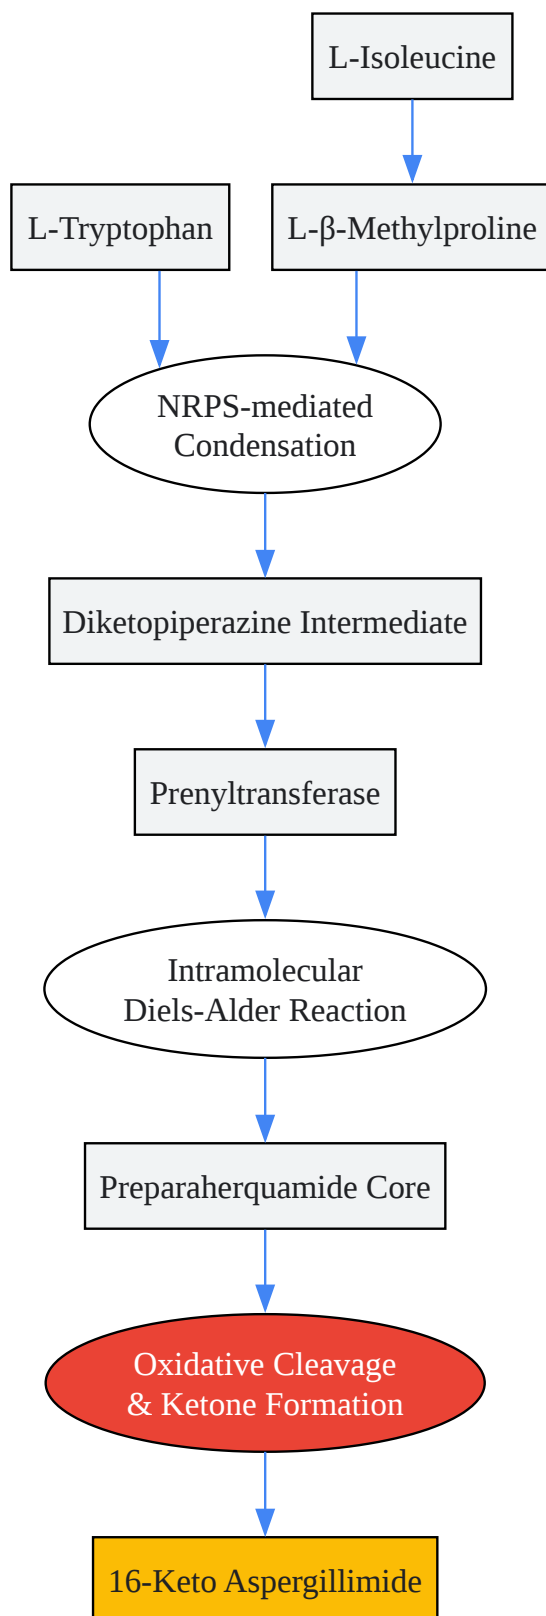 L-Isoleucine
L-Tryptophan
L-β-Methylproline
NRPS-mediated
Condensation
Diketopiperazine Intermediate
Prenyltransferase
Intramolecular
Diels-Alder Reaction
Preparaherquamide Core
Oxidative Cleavage
& Ketone Formation
16-Keto Aspergillimide